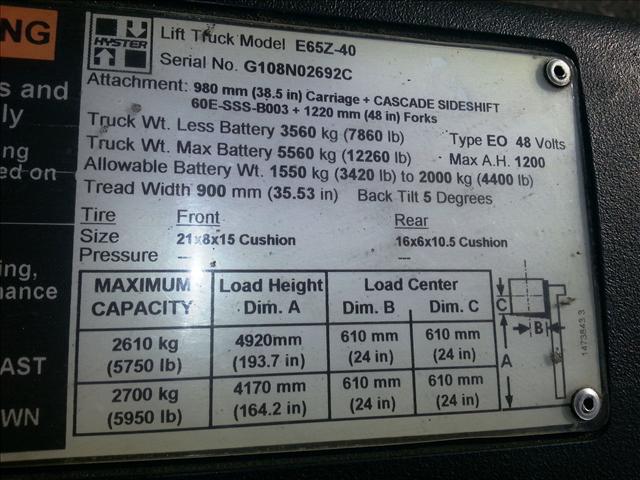 NG
s and
ly
ng
ed on
ing,
nance
AST
WN
HYSTER
Lift Truck Model E65Z-40
Serial No. G108N02692C
Attachment: 980 mm (38.5 in) Carriage + CASCADE SIDESHIFT
60E-SSS-B003 + 1220 mm (48 in) Forks
Truck Wt. Less Battery 3560 kg (7860 lb) Type EO 48 Volts
Truck Wt. Max Battery 5560 kg (12260 lb) Max A.H. 1200
Allowable Battery Wt. 1550 kg (3420 lb) to 2000 kg (4400 lb)
Tread Width 900 mm (35.53 in) Back Tilt 5 Degrees
Tire Front Rear
Size 21x8x15 Cushion 16x6x10.5 Cushion
Pressure --- ---
MAXIMUM CAPACITY
Load Height Dim. A
Load Center
Dim. B Dim. C
2610 kg 4920mm 610 mm 610 mm
(5750 lb) (193.7 in) (24 in) (24 in)
2700 kg 4170 mm 610 mm 610 mm
(5950 lb) (164.2 in) (24 in) (24 in)
C
B
A
1473843 3